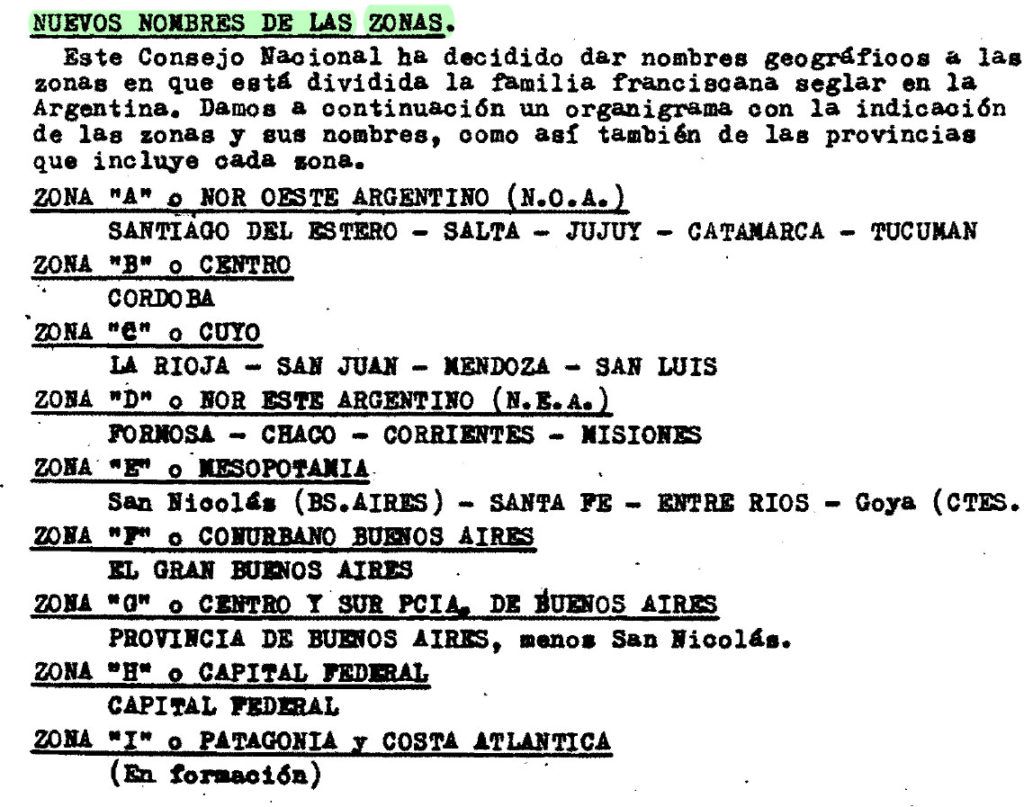 NUEVOS NOMBRES DE LAS ZONAS.
Este Consejo Nacional ha decidido dar nombres geográficos a las
zonas en que está dividida la familia franciscana seglar en la
Argentina. Damos a continuación un organigrama con la indicación
de las zonas y sus nombres, como así también de las provincias
que incluye cada zona.
ZONA "A" o NOR OESTE ARGENTINO (N.O.A.)
SANTIAGO DEL ESTERO - SALTA - JUJUY - CATAMARCA - TUCUMAN
ZONA "B" o CENTRO
CORDOBA
ZONA "C" o CUYO
LA RIOJA - SAN JUAN - MENDOZA - SAN LUIS
ZONA "D" o NOR ESTE ARGENTINO (N.E.A.)
FORMOSA - CHACO - CORRIENTES - MISIONES
ZONA "E" o MESOPOTAMIA
San Nicolás (BS.AIRES) - SANTA FE - ENTRE RIOS - Goya (CTES.
ZONA "F" o CONURBANO BUENOS AIRES
EL GRAN BUENOS AIRES
ZONA "G" o CENTRO Y SUR PCIA. DE BUENOS AIRES
PROVINCIA DE BUENOS AIRES, menos San Nicolás.
ZONA "H" o CAPITAL FEDERAL
CAPITAL FEDERAL
ZONA "I" o PATAGONIA y COSTA ATLANTICA
(En formación)